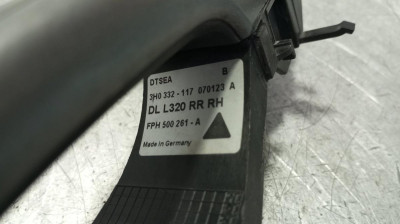 DTSEA B
3H0 332 - 117 070123 A
DL L320 RR RH
FPH 500 261 - A
Made in Germany